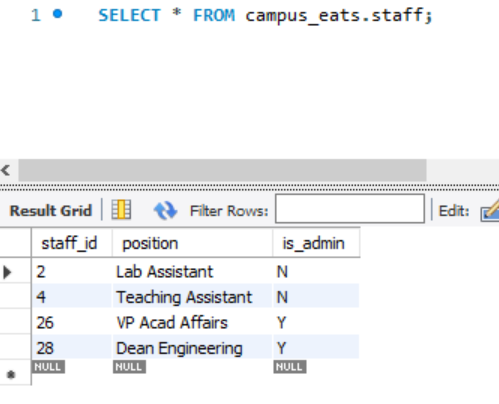 1 SELECT * FROM campus_eats.staff;
Result Grid Filter Rows: Edit:
staff_id position is_admin
2 Lab Assistant N
4 Teaching Assistant N
26 VP Acad Affairs Y
28 Dean Engineering Y
NULL NULL NULL